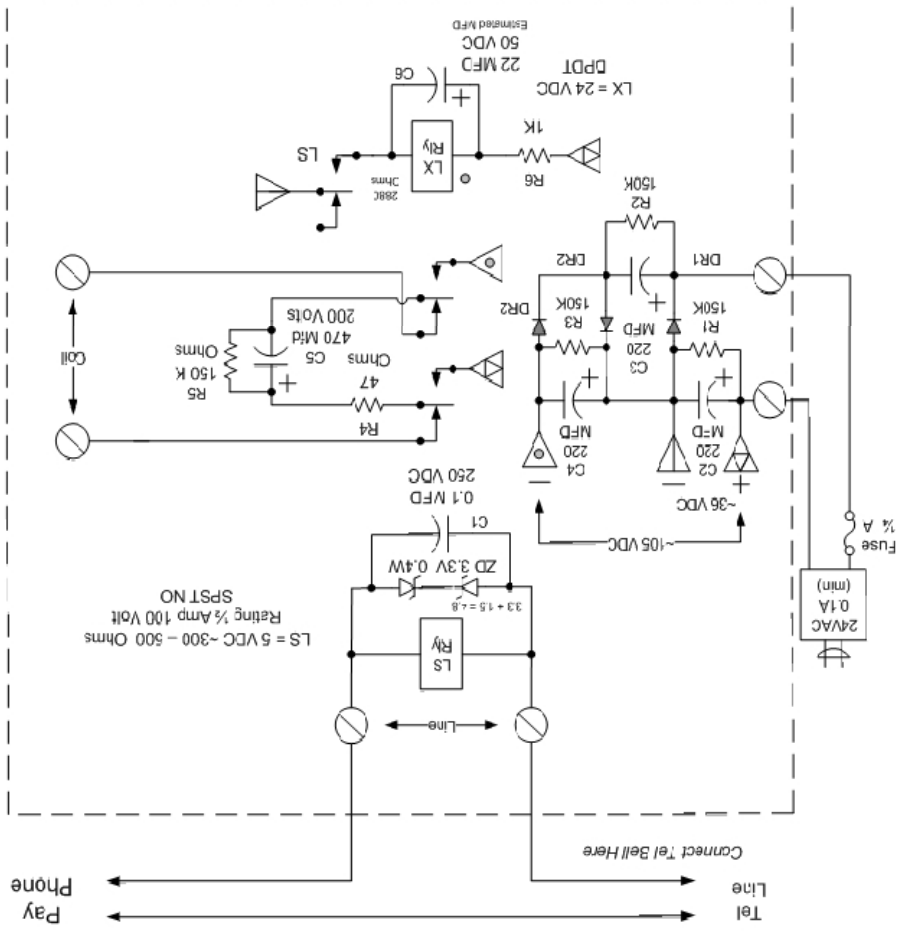 Tel
Line
Pay
Phone
Connect Tel Bell Here
Line
24VAC
0.1A
(min)
LS
Rly
LS = 5 VDC ~300 – 500 Ohms
Rating ½ Amp 100 Volt
SPST NO
3.3 + 1.5 = 4.8
ZD 3.3V 0.4W
Fuse
¼ A
~105 VDC
C1
0.1 MFD
250 VDC
~36 VDC
+
–
–
C2
220
MFD
C4
220
MFD
R4
47
Ohms
+
R5
150 K
Ohms
Coil
R1
150K
+
C3
220
MFD
R3
150K
DR2
C5
470 Mfd
200 Volts
DR1
DR2
R2
150K
R6
1K
LX
Rly
2880
Ohms
LS
+
C6
LX = 24 VDC
DPDT
22 MFD
50 VDC
Estimated MFD